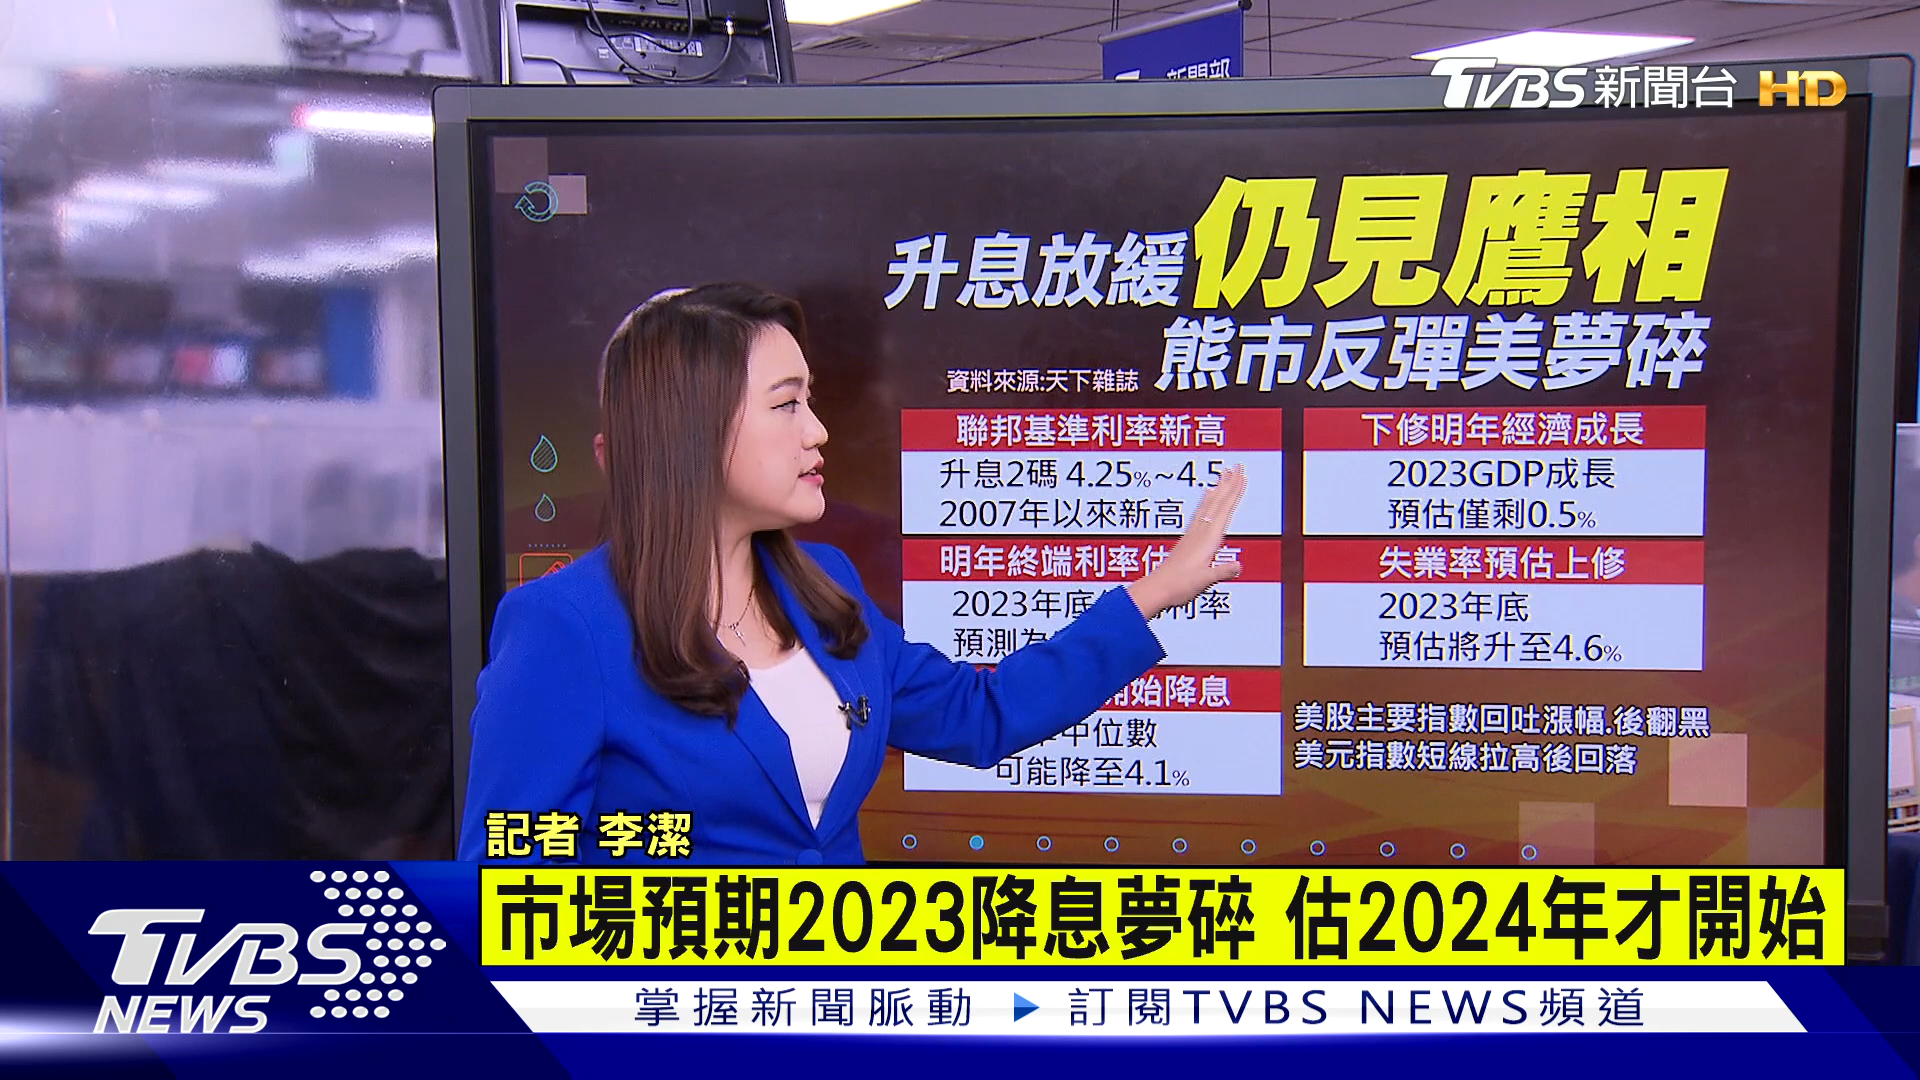 新聞部
TVBS新聞台 HD
升息放緩仍見鷹相
熊市反彈美夢碎
資料來源:天下雜誌
聯邦基準利率新高
升息2碼 4.25%~4.5
2007年以來新高
明年終端利率估 高
2023年底 利率
預測為
開始降息
中位數
可能降至4.1%
下修明年經濟成長
2023GDP成長
預估僅剩0.5%
失業率預估上修
2023年底
預估將升至4.6%
美股主要指數回吐漲幅.後翻黑
美元指數短線拉高後回落
記者 李潔
市場預期2023降息夢碎 估2024年才開始
TVBS
NEWS
掌握新聞脈動 ▶ 訂閱TVBS NEWS頻道